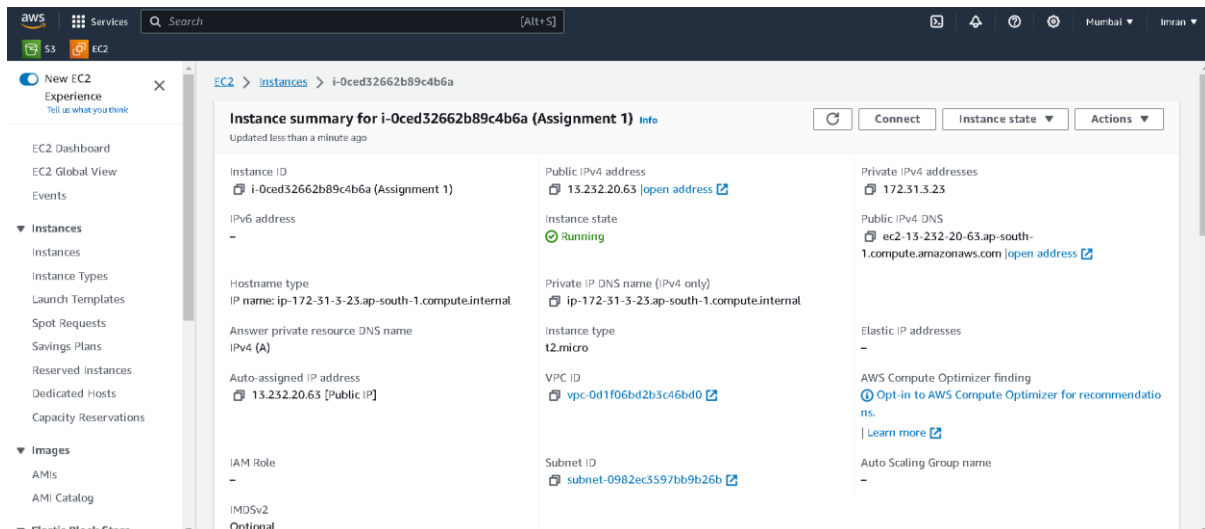 aws Services Search [Alt+S] Mumbai ▼ Imran ▼
S3 EC2
New EC2
Experience
Tell us what you think
EC2 Dashboard
EC2 Global View
Events
▼ Instances
Instances
Instance Types
Launch Templates
Spot Requests
Savings Plans
Reserved Instances
Dedicated Hosts
Capacity Reservations
▼ Images
AMIs
AMI Catalog
▼ Elastic Block Store
EC2 > Instances > i-0ced32662b89c4b6a
Instance summary for i-0ced32662b89c4b6a (Assignment 1) Info
Updated less than a minute ago
Connect Instance state ▼ Actions ▼
Instance ID
i-0ced32662b89c4b6a (Assignment 1)
Public IPv4 address
13.232.20.63 |open address
Private IPv4 addresses
172.31.3.23
IPv6 address
–
Instance state
Running
Public IPv4 DNS
ec2-13-232-20-63.ap-south-
1.compute.amazonaws.com |open address
Hostname type
IP name: ip-172-31-3-23.ap-south-1.compute.internal
Private IP DNS name (IPv4 only)
ip-172-31-3-23.ap-south-1.compute.internal
Answer private resource DNS name
IPv4 (A)
Instance type
t2.micro
Elastic IP addresses
–
Auto-assigned IP address
13.232.20.63 [Public IP]
VPC ID
vpc-0d1f06bd2b3c46bd0
AWS Compute Optimizer finding
Opt-in to AWS Compute Optimizer for recommendatio
ns.
| Learn more
IAM Role
–
Subnet ID
subnet-0982ec3597bb9b26b
Auto Scaling Group name
–
IMDSv2
Optional